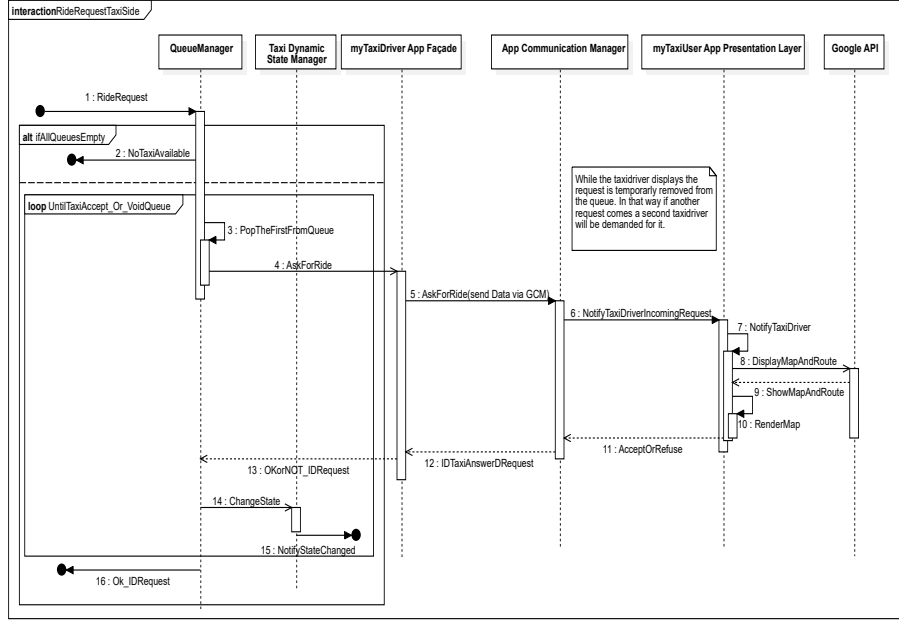 interactionRideRequestTaxiSide
QueueManager
Taxi Dynamic
State Manager
myTaxiDriver App Façade
App Communication Manager
myTaxiUser App Presentation Layer
Google API
1 : RideRequest
alt ifAllQueuesEmpty
2 : NoTaxiAvailable
While the taxidriver displays the
request is temporarly removed from
the queue. In that way if another
request comes a second taxidriver
will be demanded for it.
loop UntilTaxiAccept_Or_VoidQueue
3 : PopTheFirstFromQueue
4 : AskForRide
5 : AskForRide(send Data via GCM)
6 : NotifyTaxiDriverIncomingRequest
7 : NotifyTaxiDriver
8 : DisplayMapAndRoute
9 : ShowMapAndRoute
10 : RenderMap
11 : AcceptOrRefuse
12 : IDTaxiAnswerDRequest
13 : OKorNOT_IDRequest
14 : ChangeState
15 : NotifyStateChanged
16 : Ok_IDRequest